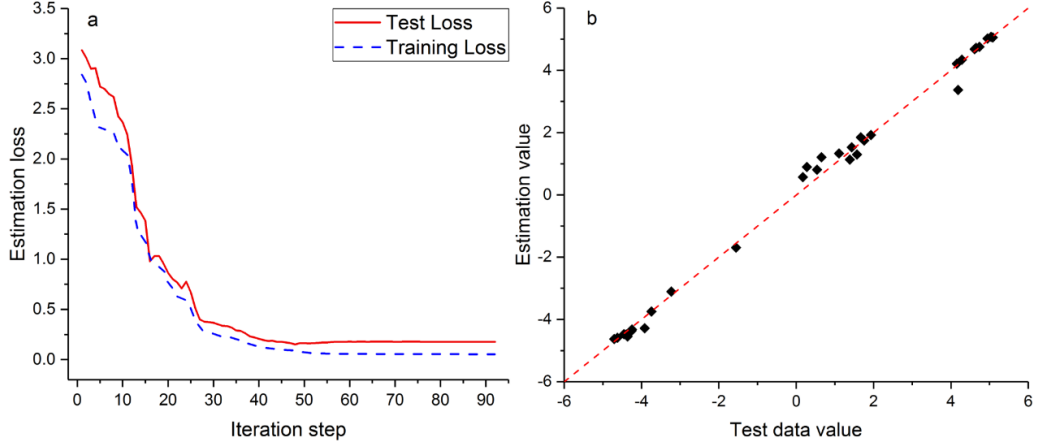 a
Test Loss
Training Loss
3.5
3.0
2.5
2.0
1.5
1.0
0.5
0.0
Estimation loss
0 10 20 30 40 50 60 70 80 90
Iteration step
b
6
4
2
0
-2
-4
-6
Estimation value
-6 -4 -2 0 2 4 6
Test data value